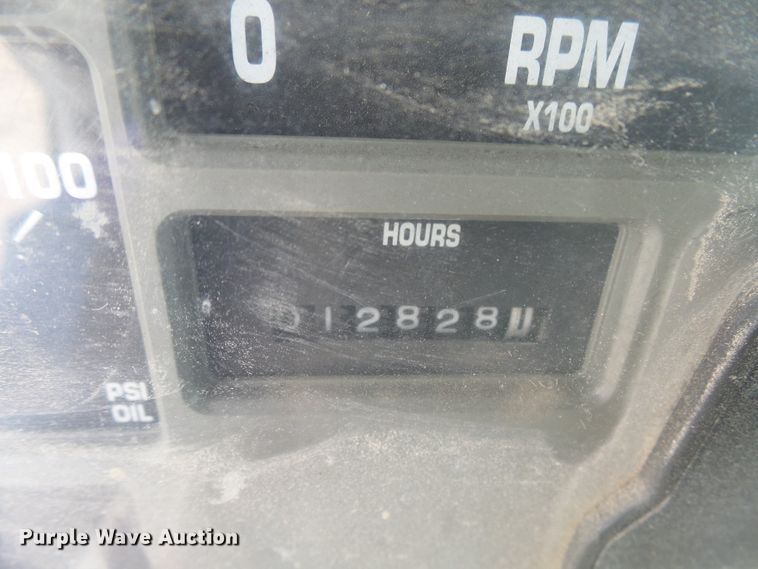 0
RPM
X100
100
HOURS
012828
PSI
OIL
Purple Wave Auction